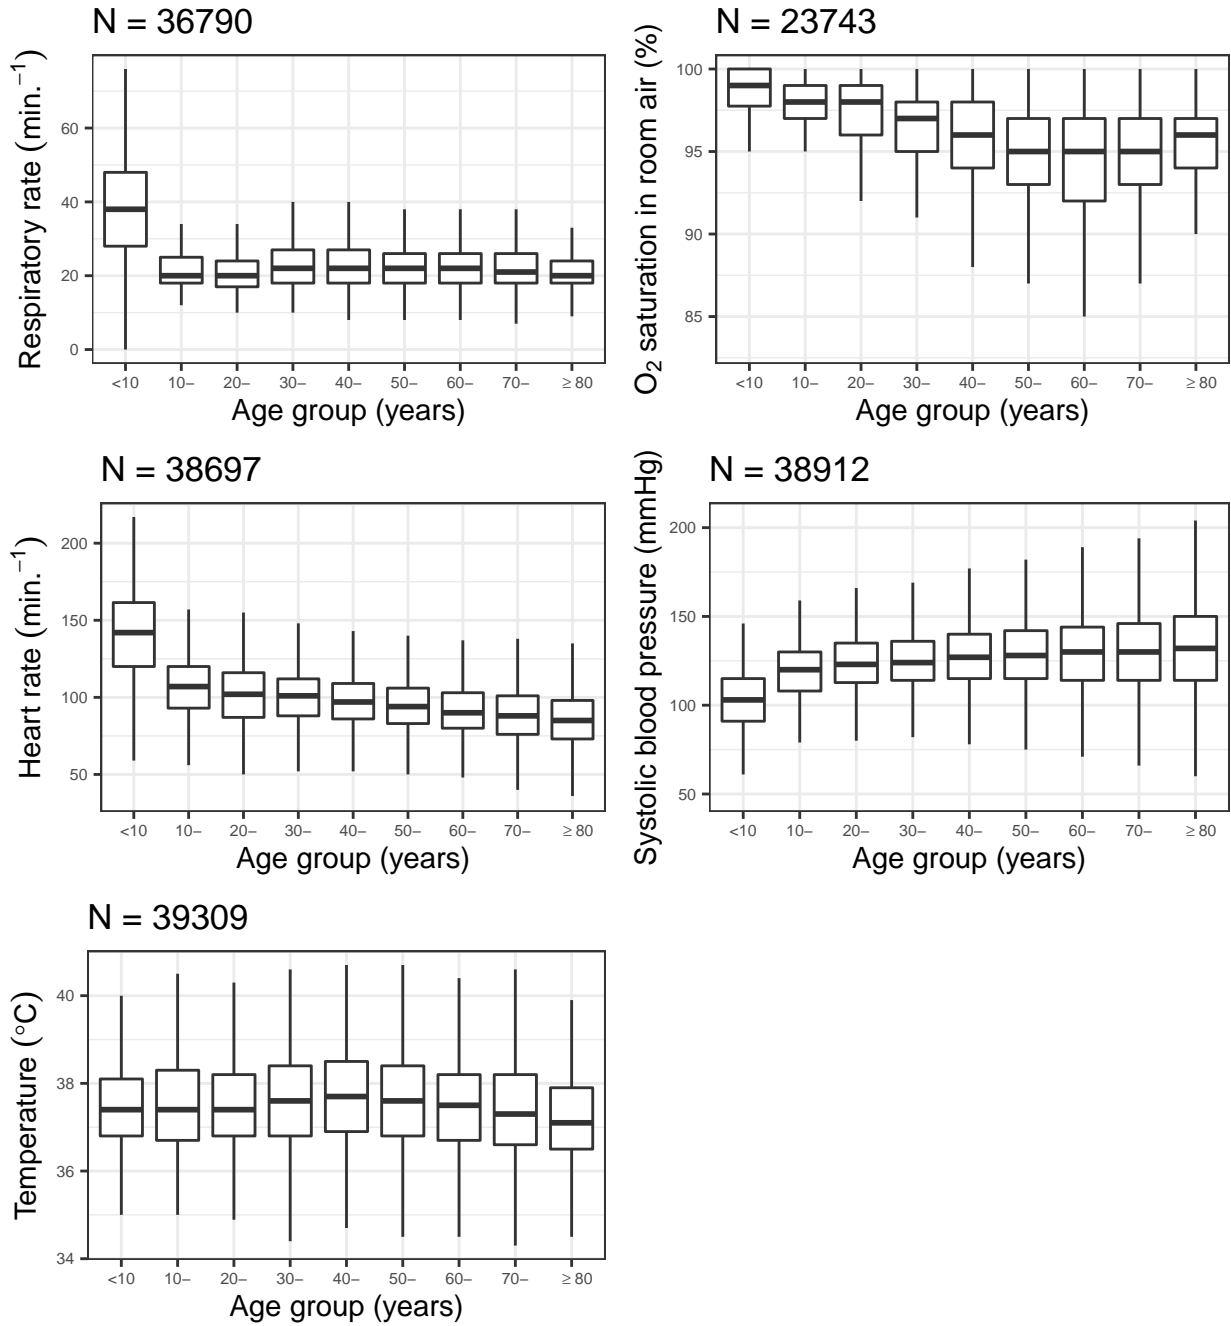 N = 36790
Respiratory rate (min.⁻¹)
60
40
20
0
<10 10– 20– 30– 40– 50– 60– 70– ≥ 80
Age group (years)
N = 23743
O₂ saturation in room air (%)
100
95
90
85
<10 10– 20– 30– 40– 50– 60– 70– ≥ 80
Age group (years)
N = 38697
Heart rate (min.⁻¹)
200
150
100
50
<10 10– 20– 30– 40– 50– 60– 70– ≥ 80
Age group (years)
N = 38912
Systolic blood pressure (mmHg)
200
150
100
50
<10 10– 20– 30– 40– 50– 60– 70– ≥ 80
Age group (years)
N = 39309
Temperature (°C)
40
38
36
34
<10 10– 20– 30– 40– 50– 60– 70– ≥ 80
Age group (years)